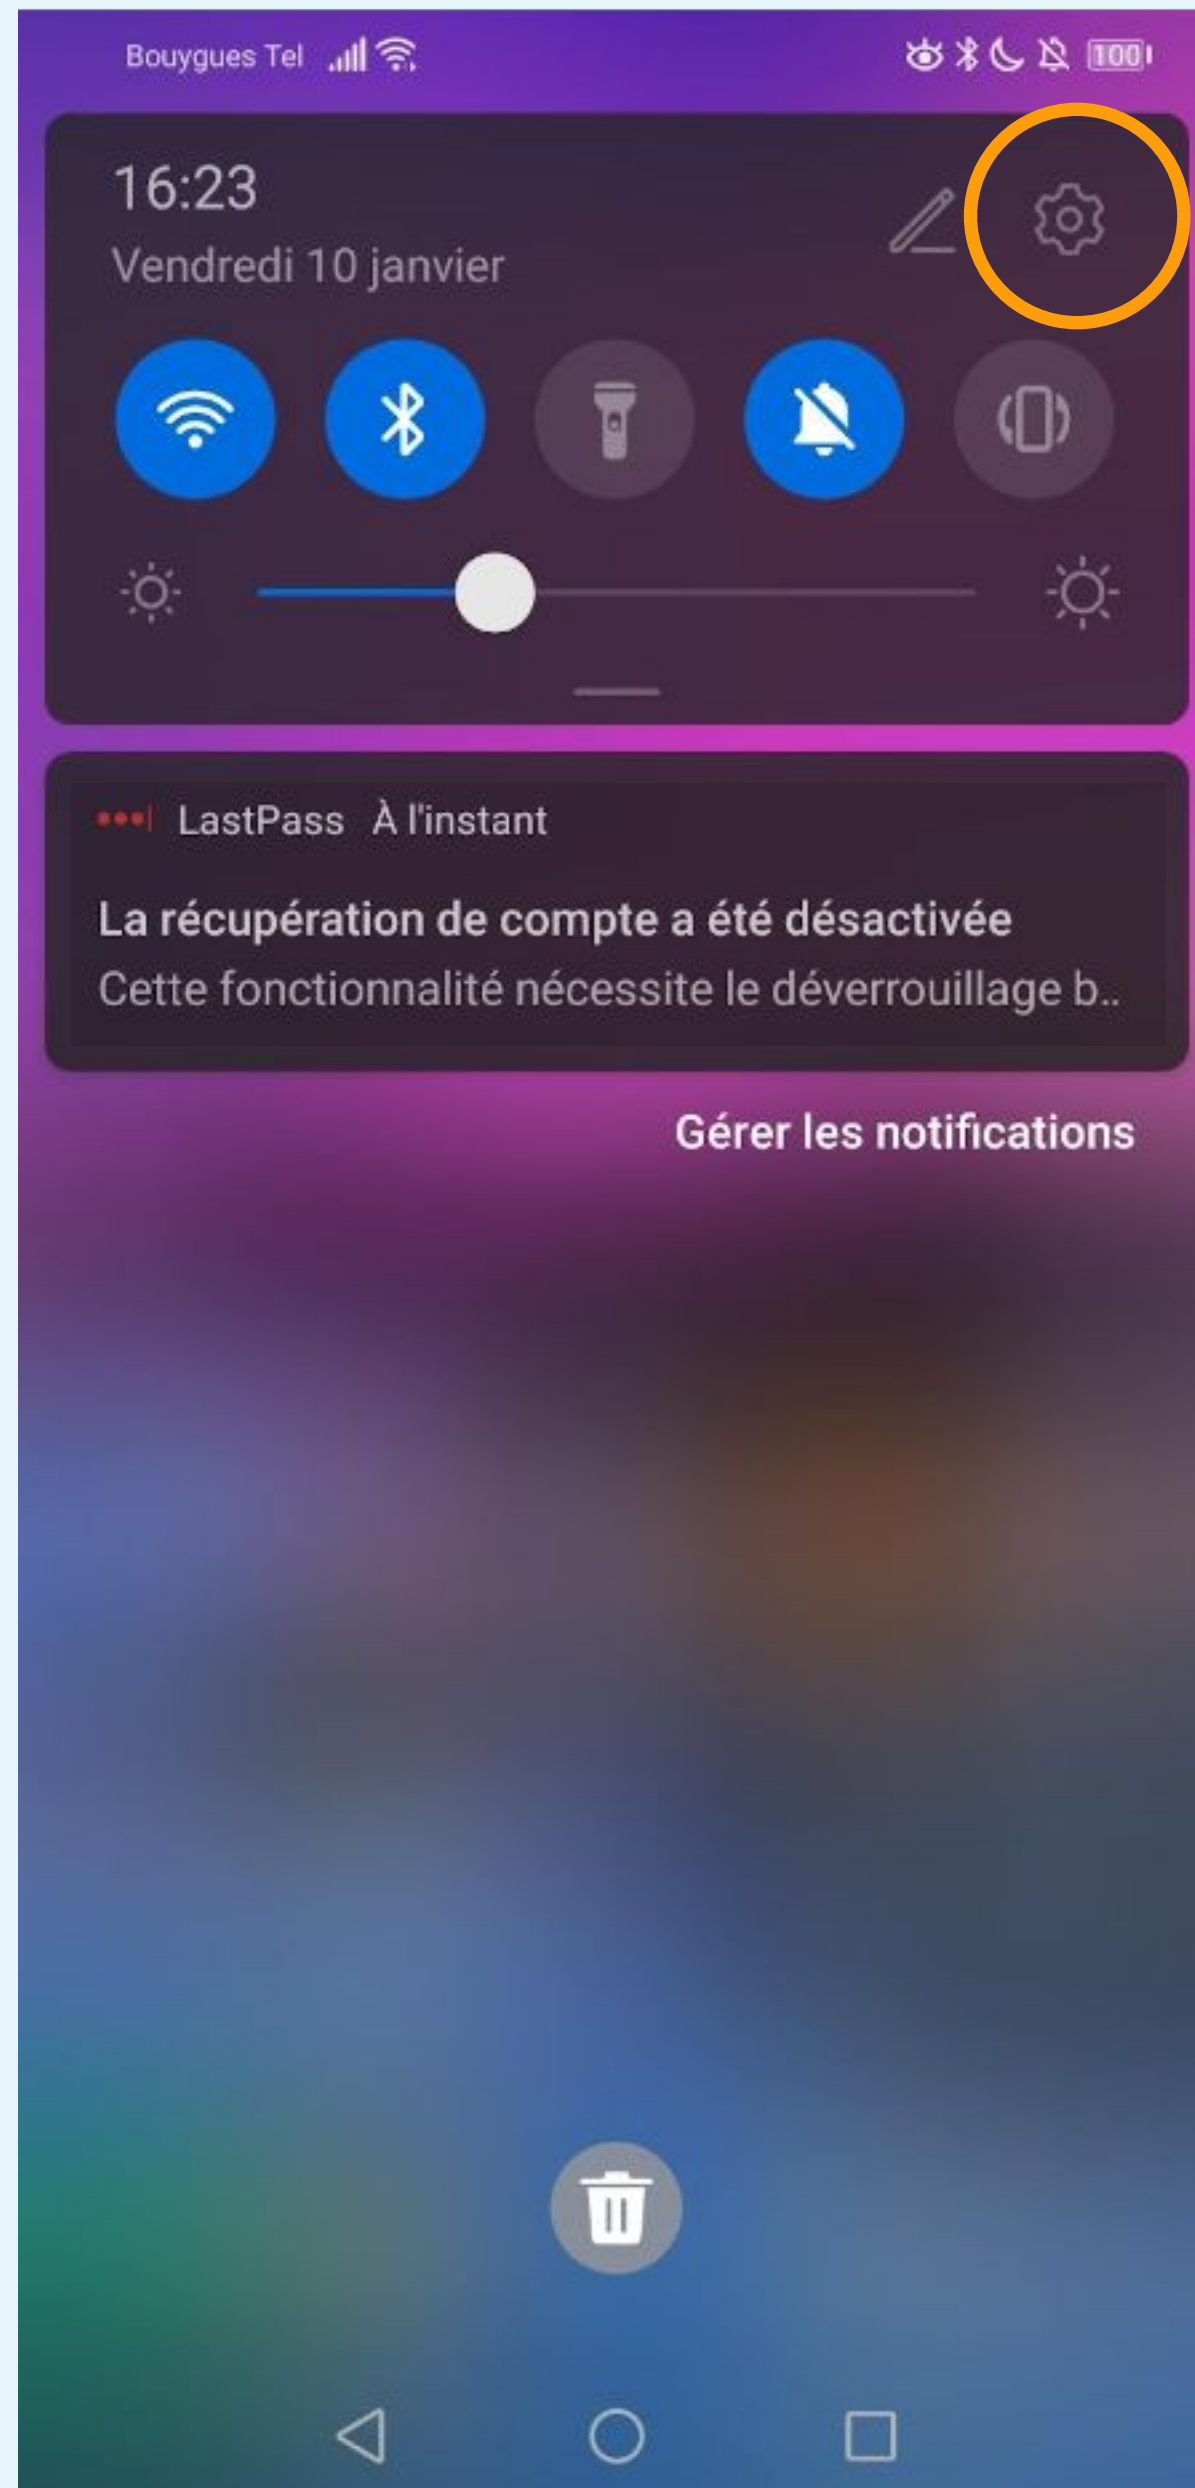 Bouygues Tel
100
16:23
Vendredi 10 janvier
LastPass À l'instant
La récupération de compte a été désactivée
Cette fonctionnalité nécessite le déverrouillage b..
Gérer les notifications